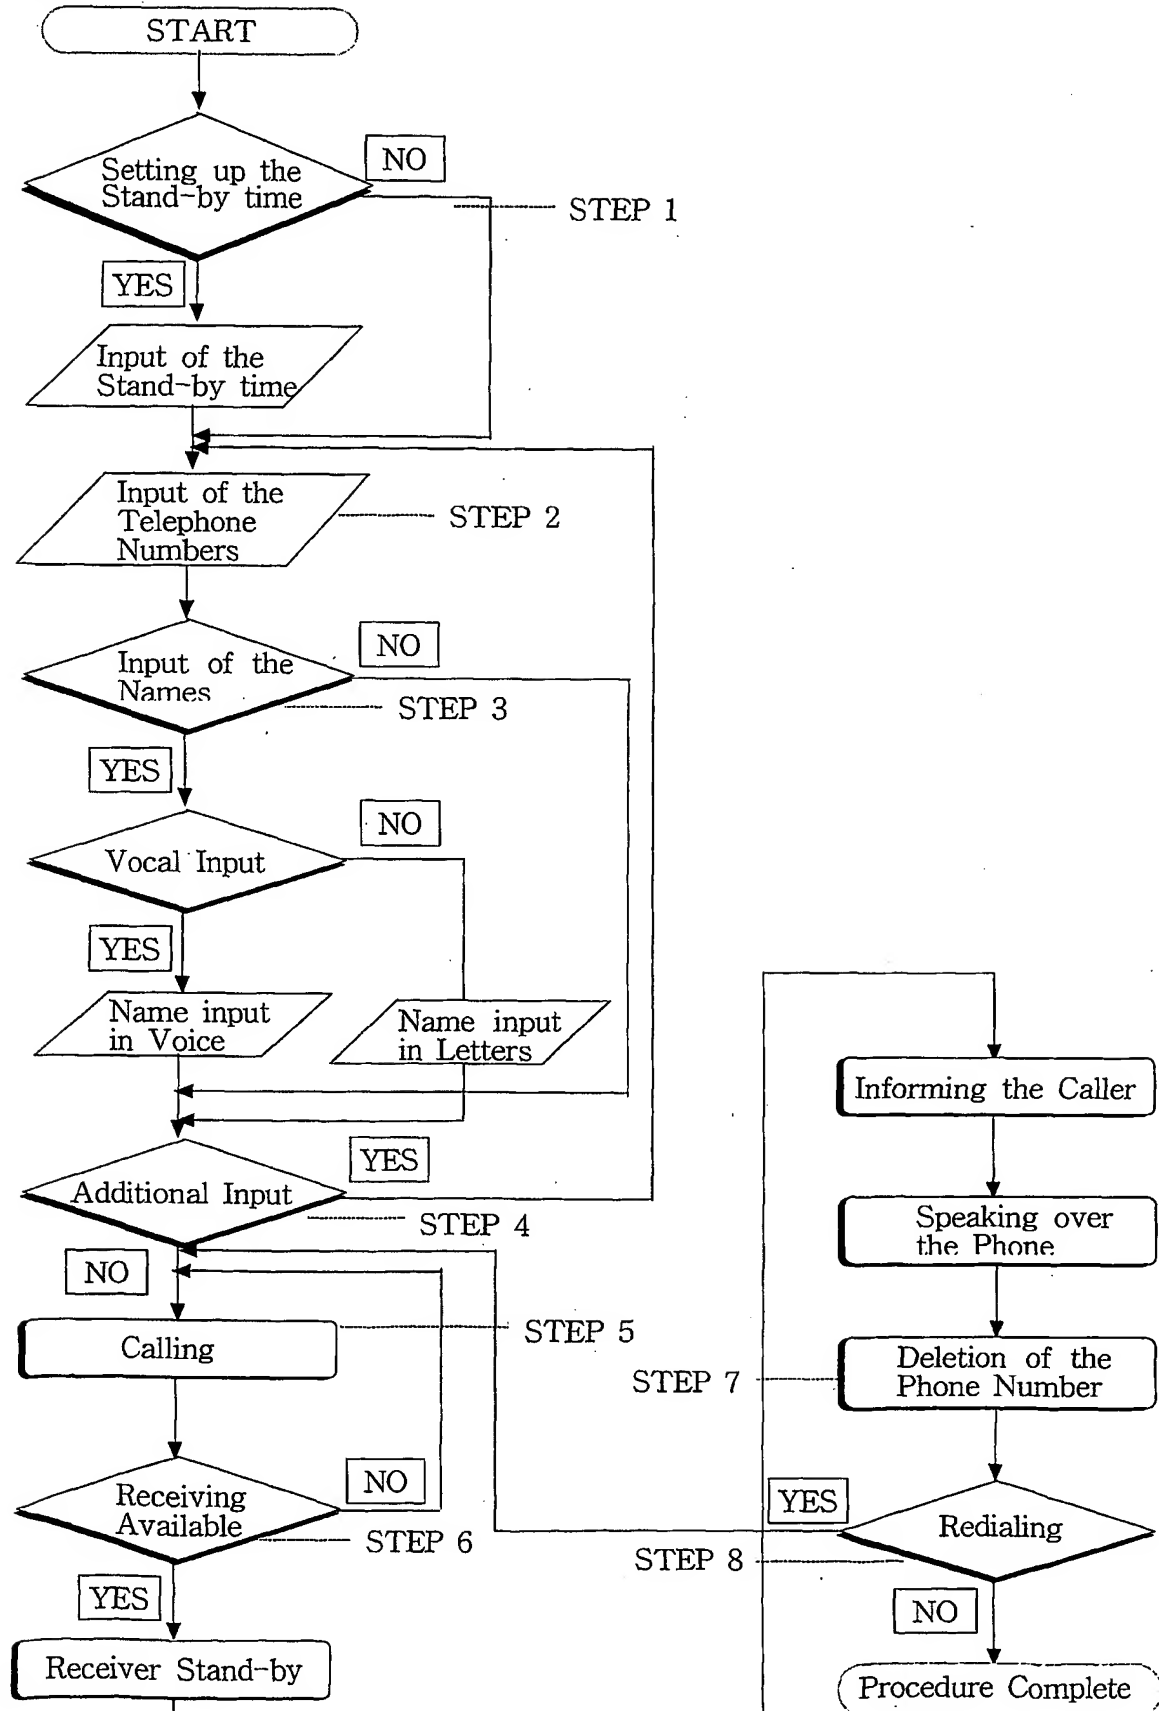 START
Setting up the
Stand-by time
NO
STEP 1
YES
Input of the
Stand-by time
Input of the
Telephone
Numbers
STEP 2
Input of the
Names
NO
STEP 3
YES
Vocal Input
NO
YES
Name input
in Voice
Name input
in Letters
Additional Input
YES
STEP 4
NO
Calling
STEP 5
Receiving
Available
NO
STEP 6
YES
Receiver Stand-by
Informing the Caller
Speaking over
the Phone
Deletion of the
Phone Number
STEP 7
YES
Redialing
STEP 8
NO
Procedure Complete